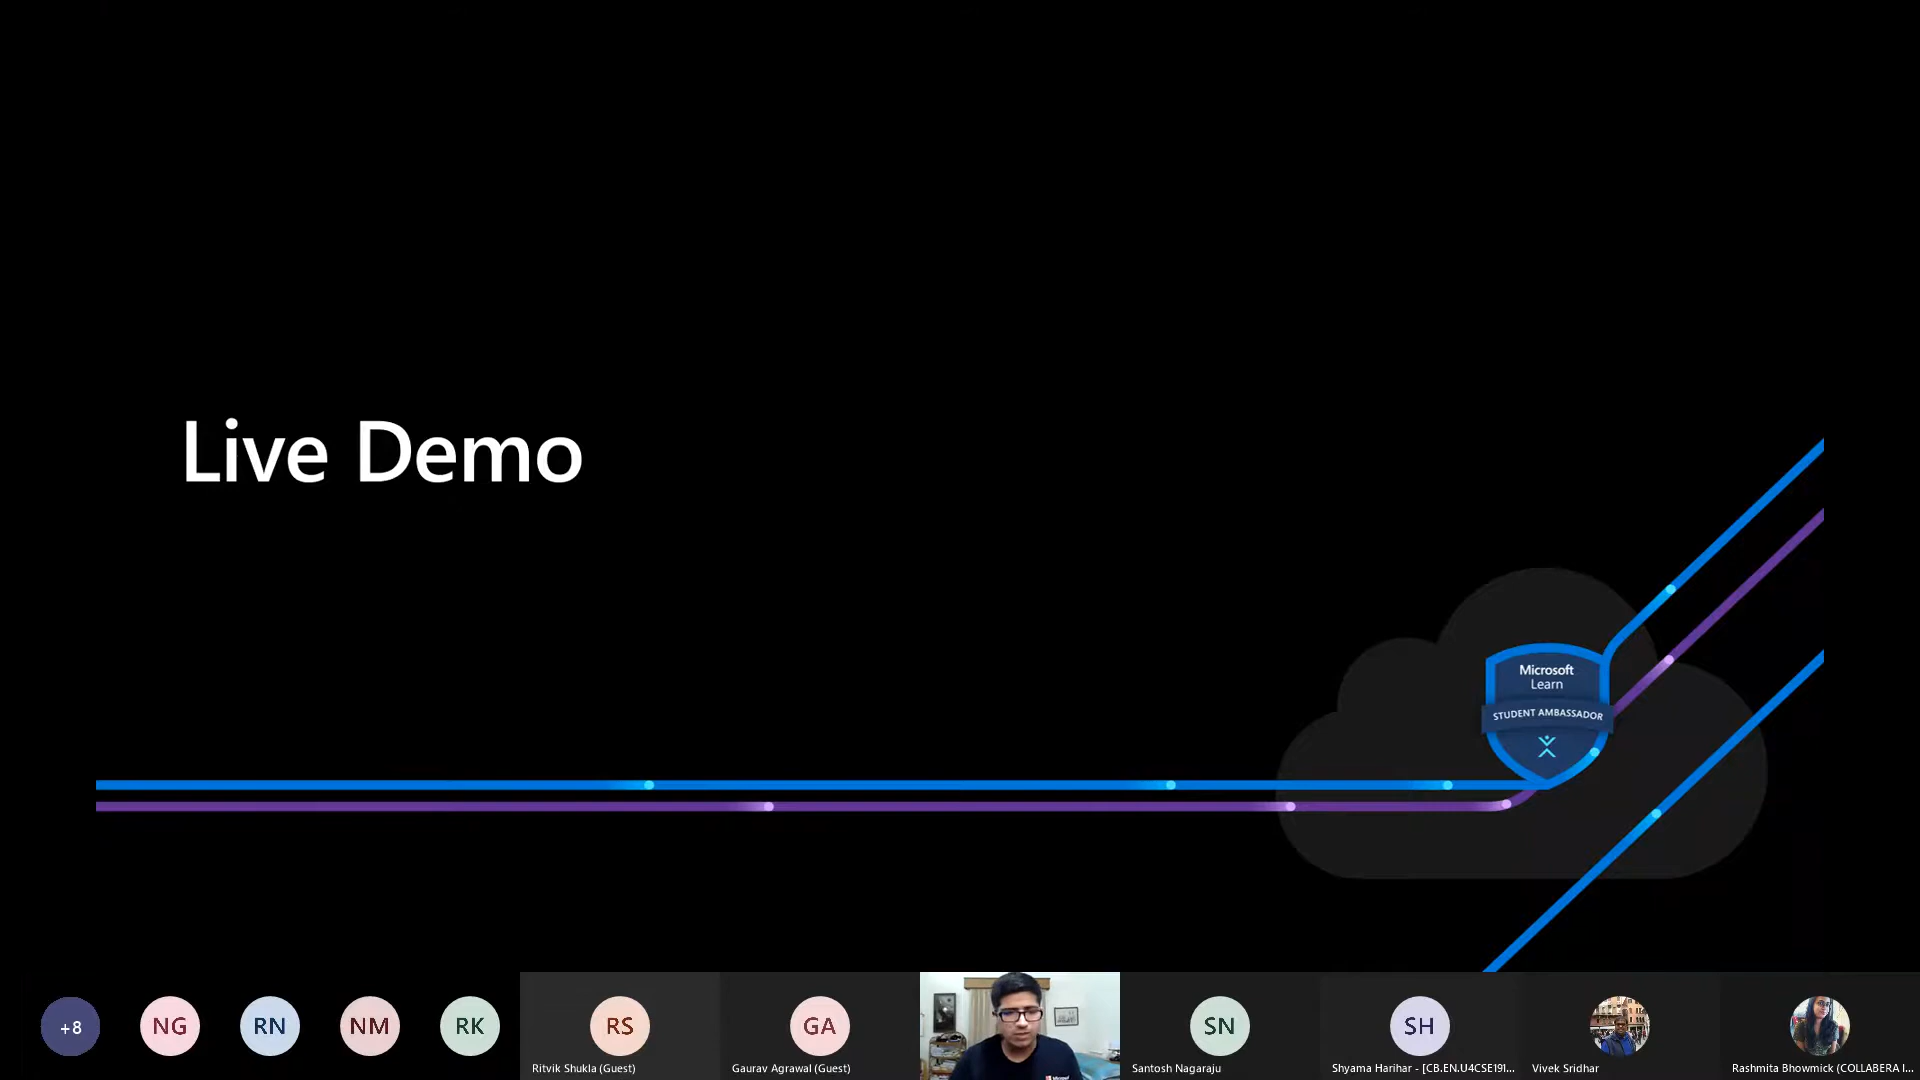 Live Demo
Microsoft
Learn
STUDENT AMBASSADOR
+8
NG
RN
NM
RK
RS
GA
SN
SH
Ritvik Shukla (Guest)
Gaurav Agrawal (Guest)
Santosh Nagaraju
Shyama Harihar - [CB.EN.U4CSE191...
Vivek Sridhar
Rashmita Bhowmick (COLLABERA I...